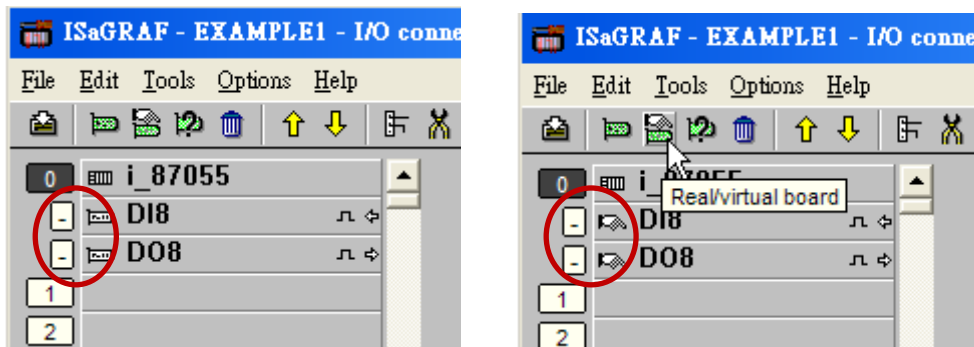 ISaGRAF - EXAMPLE1 - I/O conne
File Edit Tools Options Help
0 i_87055
- DI8
- DO8
1
2
ISaGRAF - EXAMPLE1 - I/O conne
File Edit Tools Options Help
0 i_87055
Real/virtual board
- DI8
- DO8
1
2